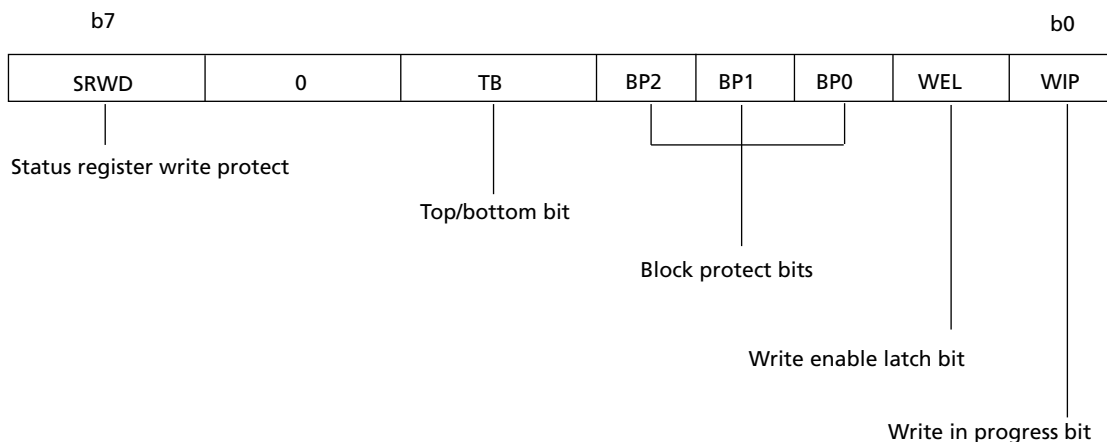 b7 b0
SRWD 0 TB BP2 BP1 BP0 WEL WIP
Status register write protect
Top/bottom bit
Block protect bits
Write enable latch bit
Write in progress bit